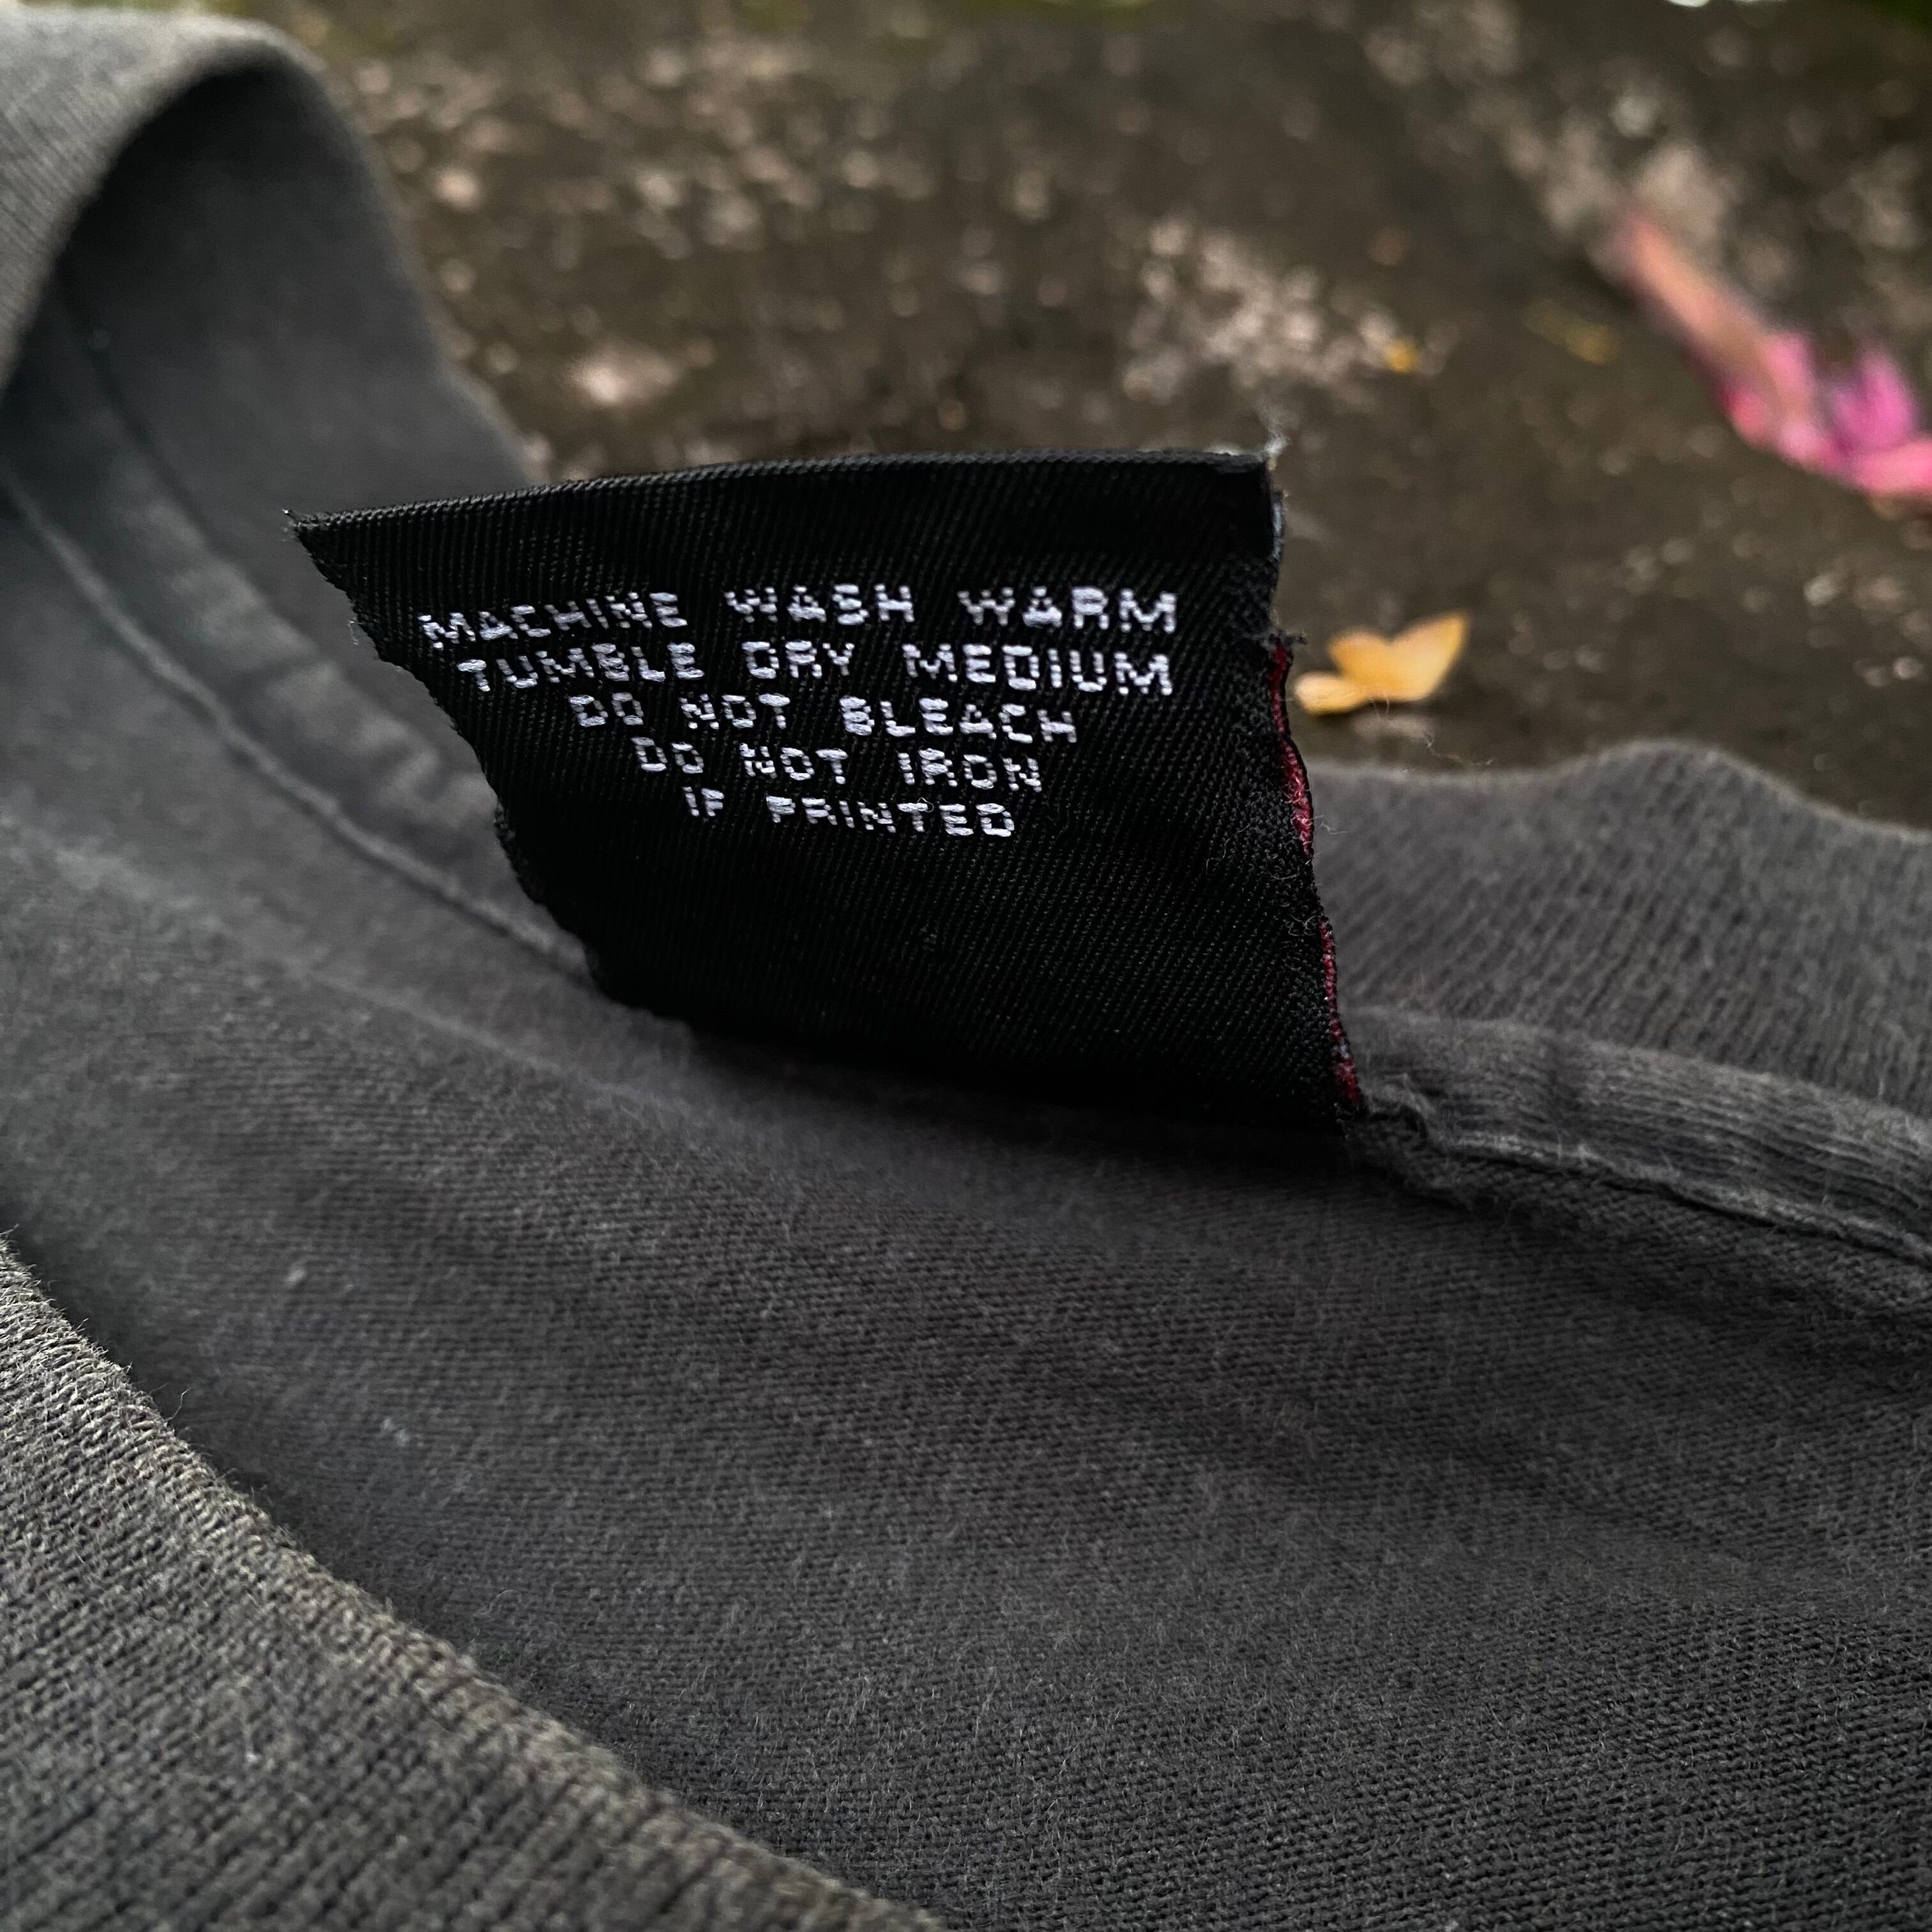 MACHINE WASH WARM
TUMBLE DRY MEDIUM
DO NOT BLEACH
DO NOT IRON
IF PRINTED